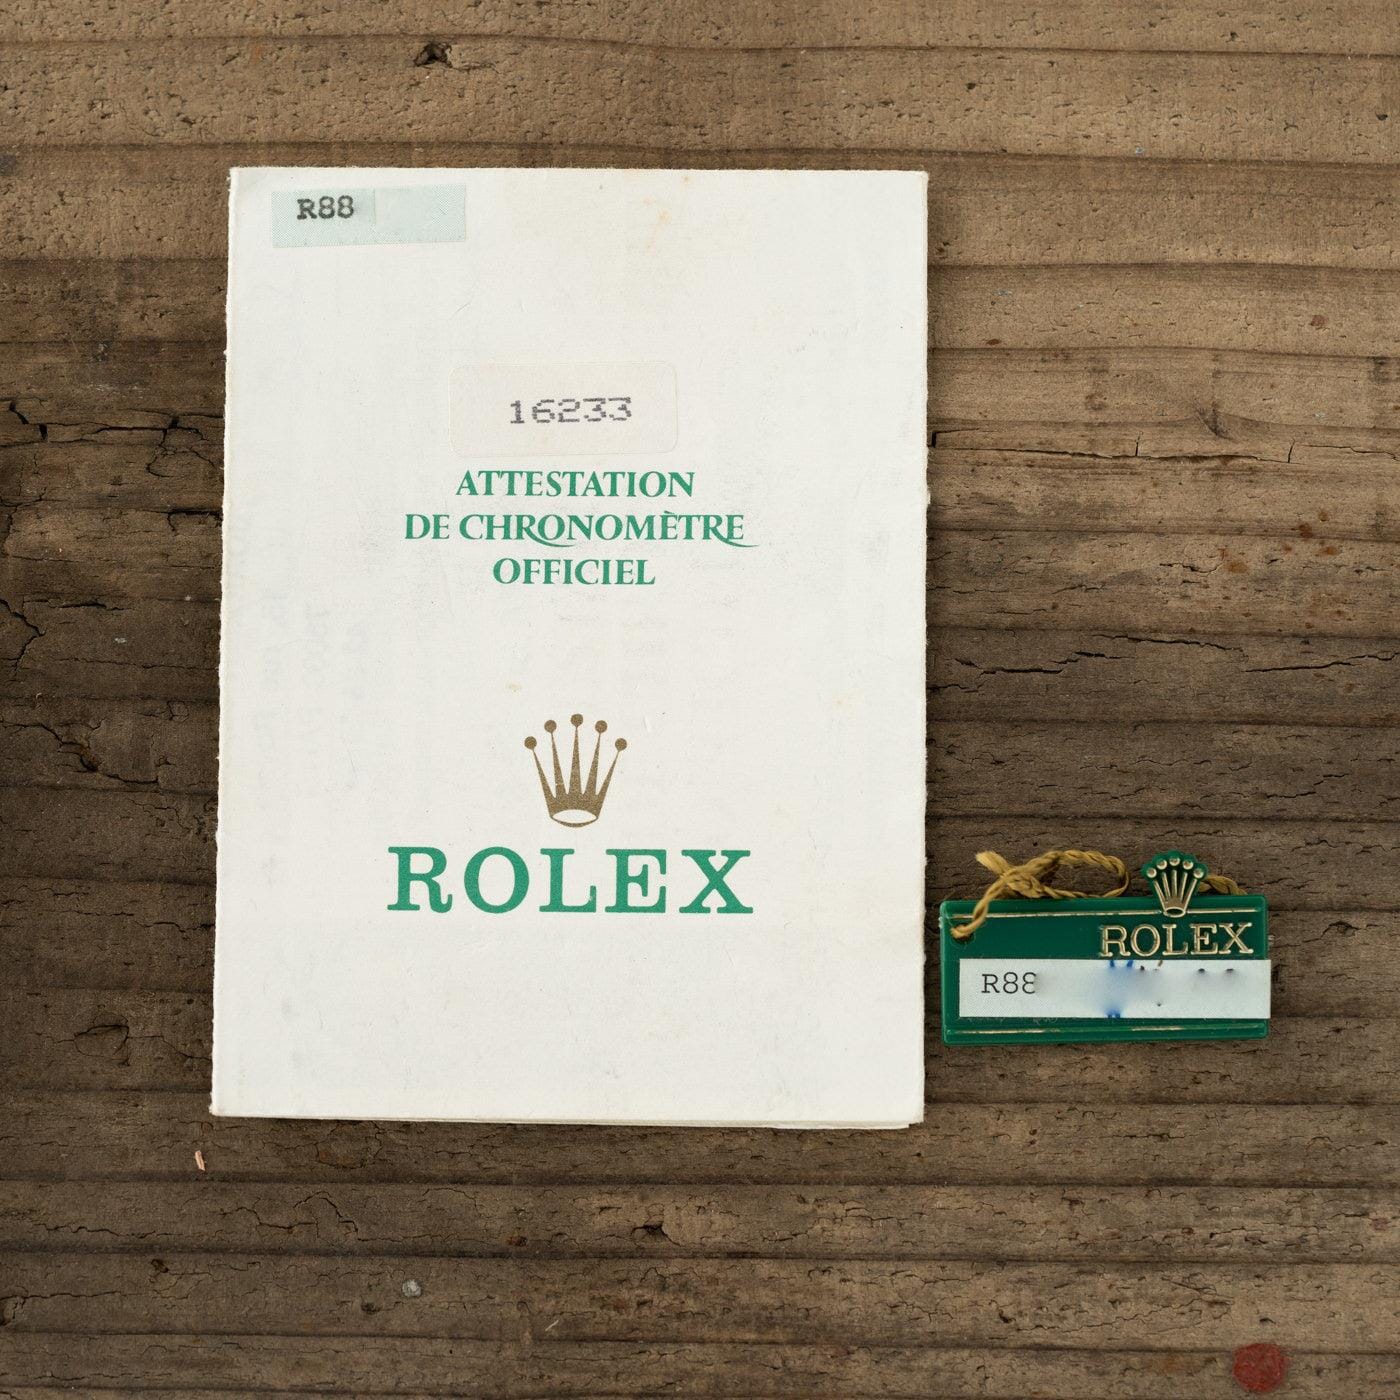 R88
16233
ATTESTATION
DE CHRONOMÈTRE
OFFICIEL
ROLEX
ROLEX
R88